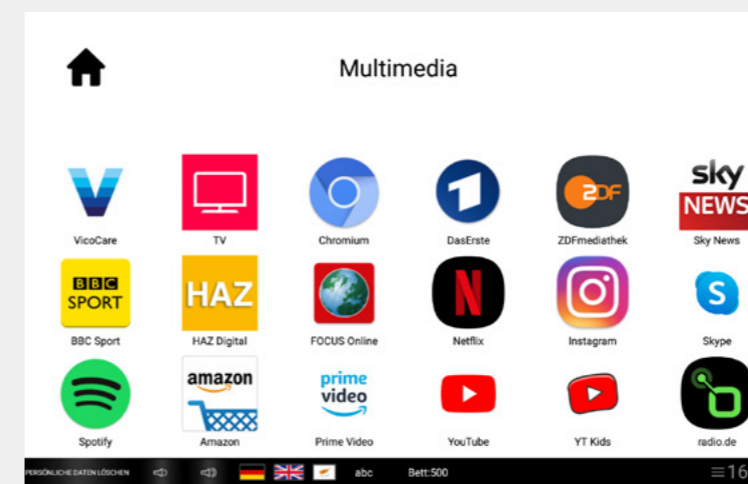 Multimedia
sky
NEWS
VicoCare TV Chromium DasErste ZDFmediathek Sky News
BBC
SPORT
HAZ
BBC Sport HAZ Digital FOCUS Online Netflix Instagram Skype
amazon
prime
video
Spotify Amazon Prime Video YouTube YT Kids radio.de
PERSÖNLICHE DATEN LÖSCHEN abc Bett:500 16